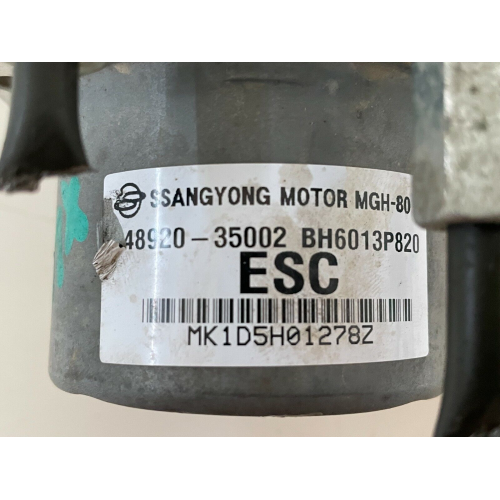 SSANGYONG MOTOR MGH-80
48920-35002 BH6013P820
ESC
MK1D5H01278Z